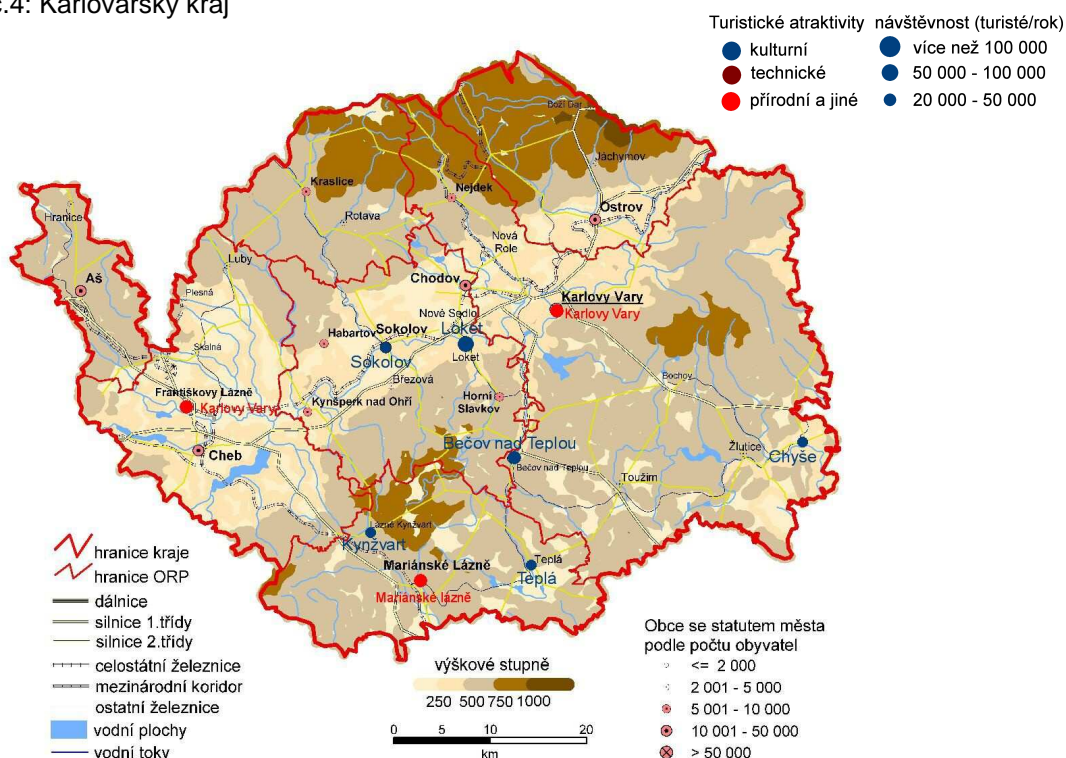 č.4: Karlovarský kraj
Turistické atraktivity
návštěvnost (turisté/rok)
kulturní
více než 100 000
technické
50 000 - 100 000
přírodní a jiné
20 000 - 50 000
Boží Dar
Jáchymov
Kraslice
Nejdek
Ostrov
Hranice
Rotava
Nová
Role
Luby
Aš
Chodov
Plesná
Karlovy Vary
Karlovy Vary
Nové Sedlo
Habartov
Sokolov
Loket
Skalná
Loket
Sokolov
Březová
Bochov
Františkovy Lázně
Karlovy Vary
Kynšperk nad Ohří
Horní
Slavkov
Bečov nad Teplou
Cheb
Žlutice
Chyše
Bečov nad Teplou
Toužim
Lázně Kynžvart
Kynžvart
Mariánské Lázně
Teplá
Teplá
Mariánské lázně
hranice kraje
hranice ORP
dálnice
silnice 1.třídy
silnice 2.třídy
celostátní železnice
mezinárodní koridor
ostatní železnice
vodní plochy
vodní toky
výškové stupně
250 500 750 1000
0 5 10 20
km
Obce se statutem města
podle počtu obyvatel
<= 2 000
2 001 - 5 000
5 001 - 10 000
10 001 - 50 000
> 50 000